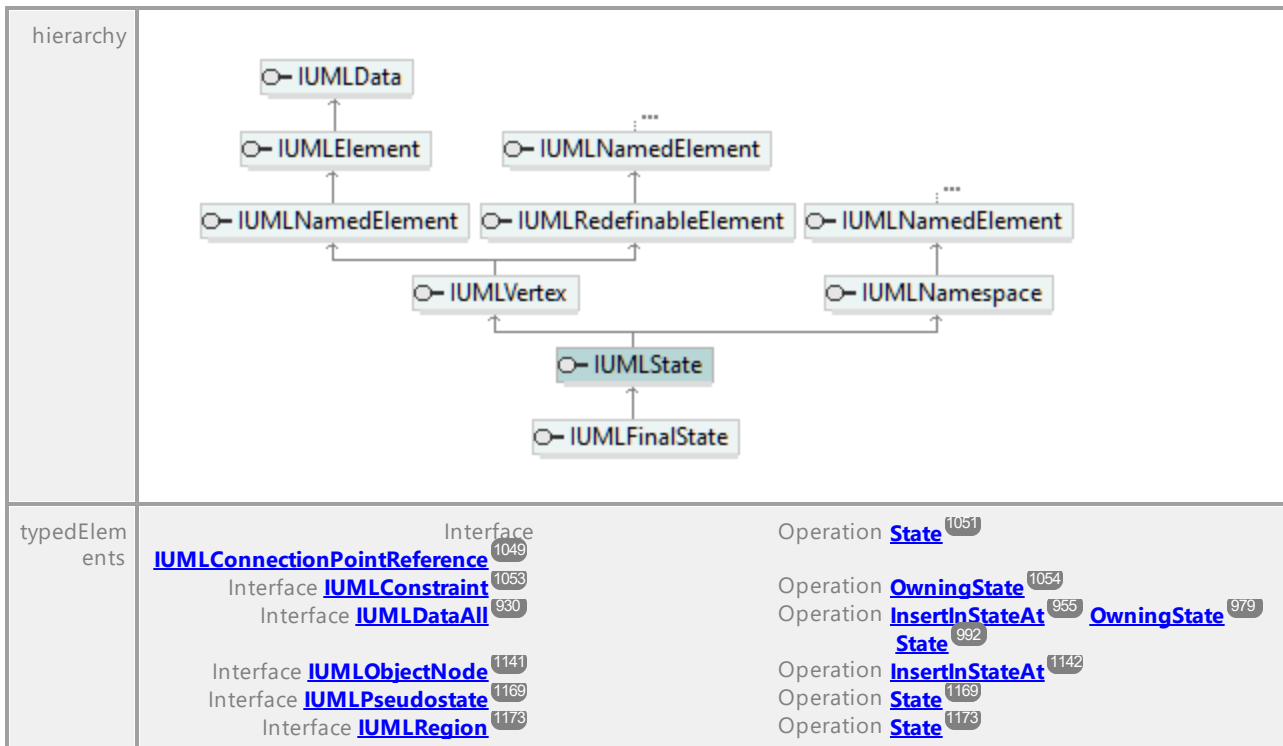 hierarchy
IUMLData
...
IUMLElement IUMLNamedElement
...
IUMLNamedElement IUMLRedefinableElement IUMLNamedElement
IUMLVertex IUMLNamespace
IUMLState
IUMLFinalState
typedElem
ents
Interface Operation State 1051
IUMLConnectionPointReference 1049
Interface IUMLConstraint 1053 Operation OwningState 1054
Interface IUMLDataAll 930 Operation InsertInStateAt 955 OwningState 979
State 992
Interface IUMLObjectNode 1141 Operation InsertInStateAt 1142
Interface IUMLPseudostate 1169 Operation State 1169
Interface IUMLRegion 1173 Operation State 1173